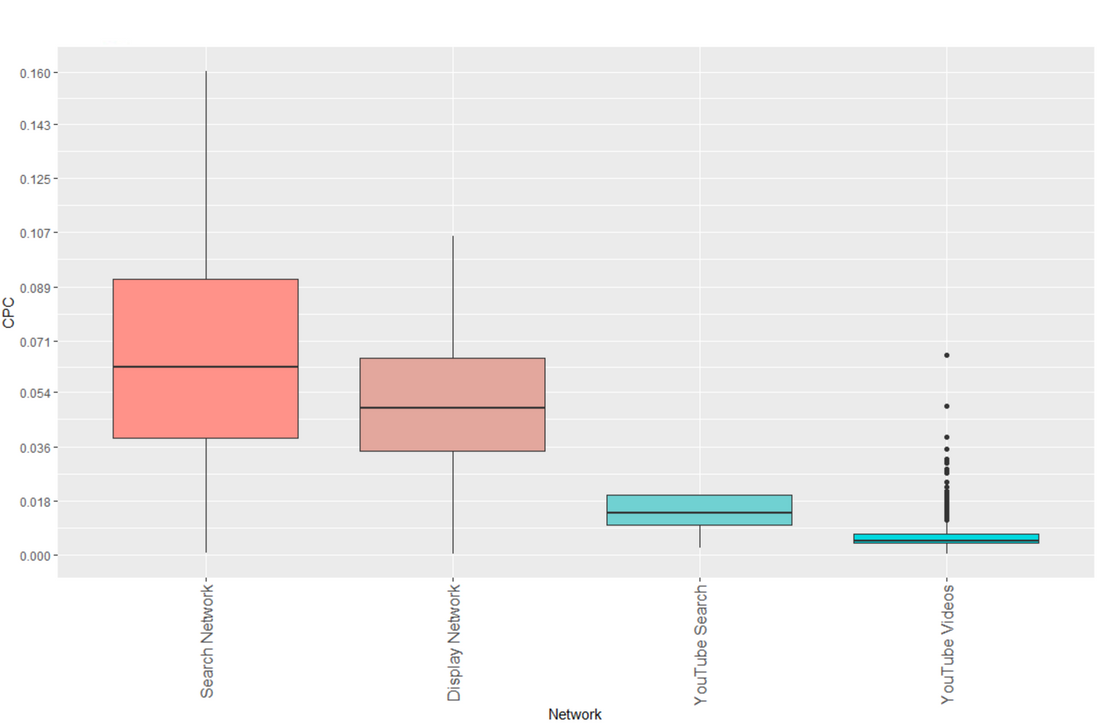 0.160
0.143
0.125
0.107
0.089
0.071
0.054
0.036
0.018
0.000
CPC
Search Network
Display Network
YouTube Search
YouTube Videos
Network